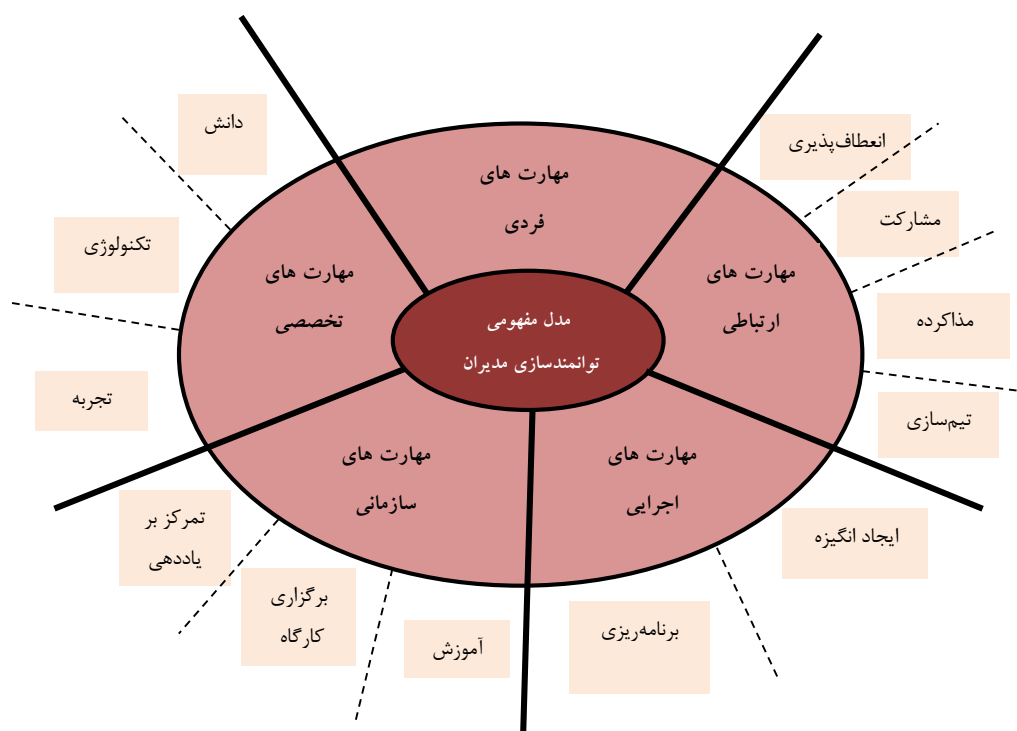 دانش
انعطاف‌پذیری
مهارت های
فردی
مشارکت
تکنولوژی
مهارت های
تخصصی
مهارت های
ارتباطی
مدل مفهومی
توانمندسازی مدیران
مذاکرده
تجربه
تیم‌سازی
مهارت های
سازمانی
مهارت های
اجرایی
تمرکز بر
یاددهی
ایجاد انگیزه
برگزاری
کارگاه
آموزش
برنامه‌ریزی